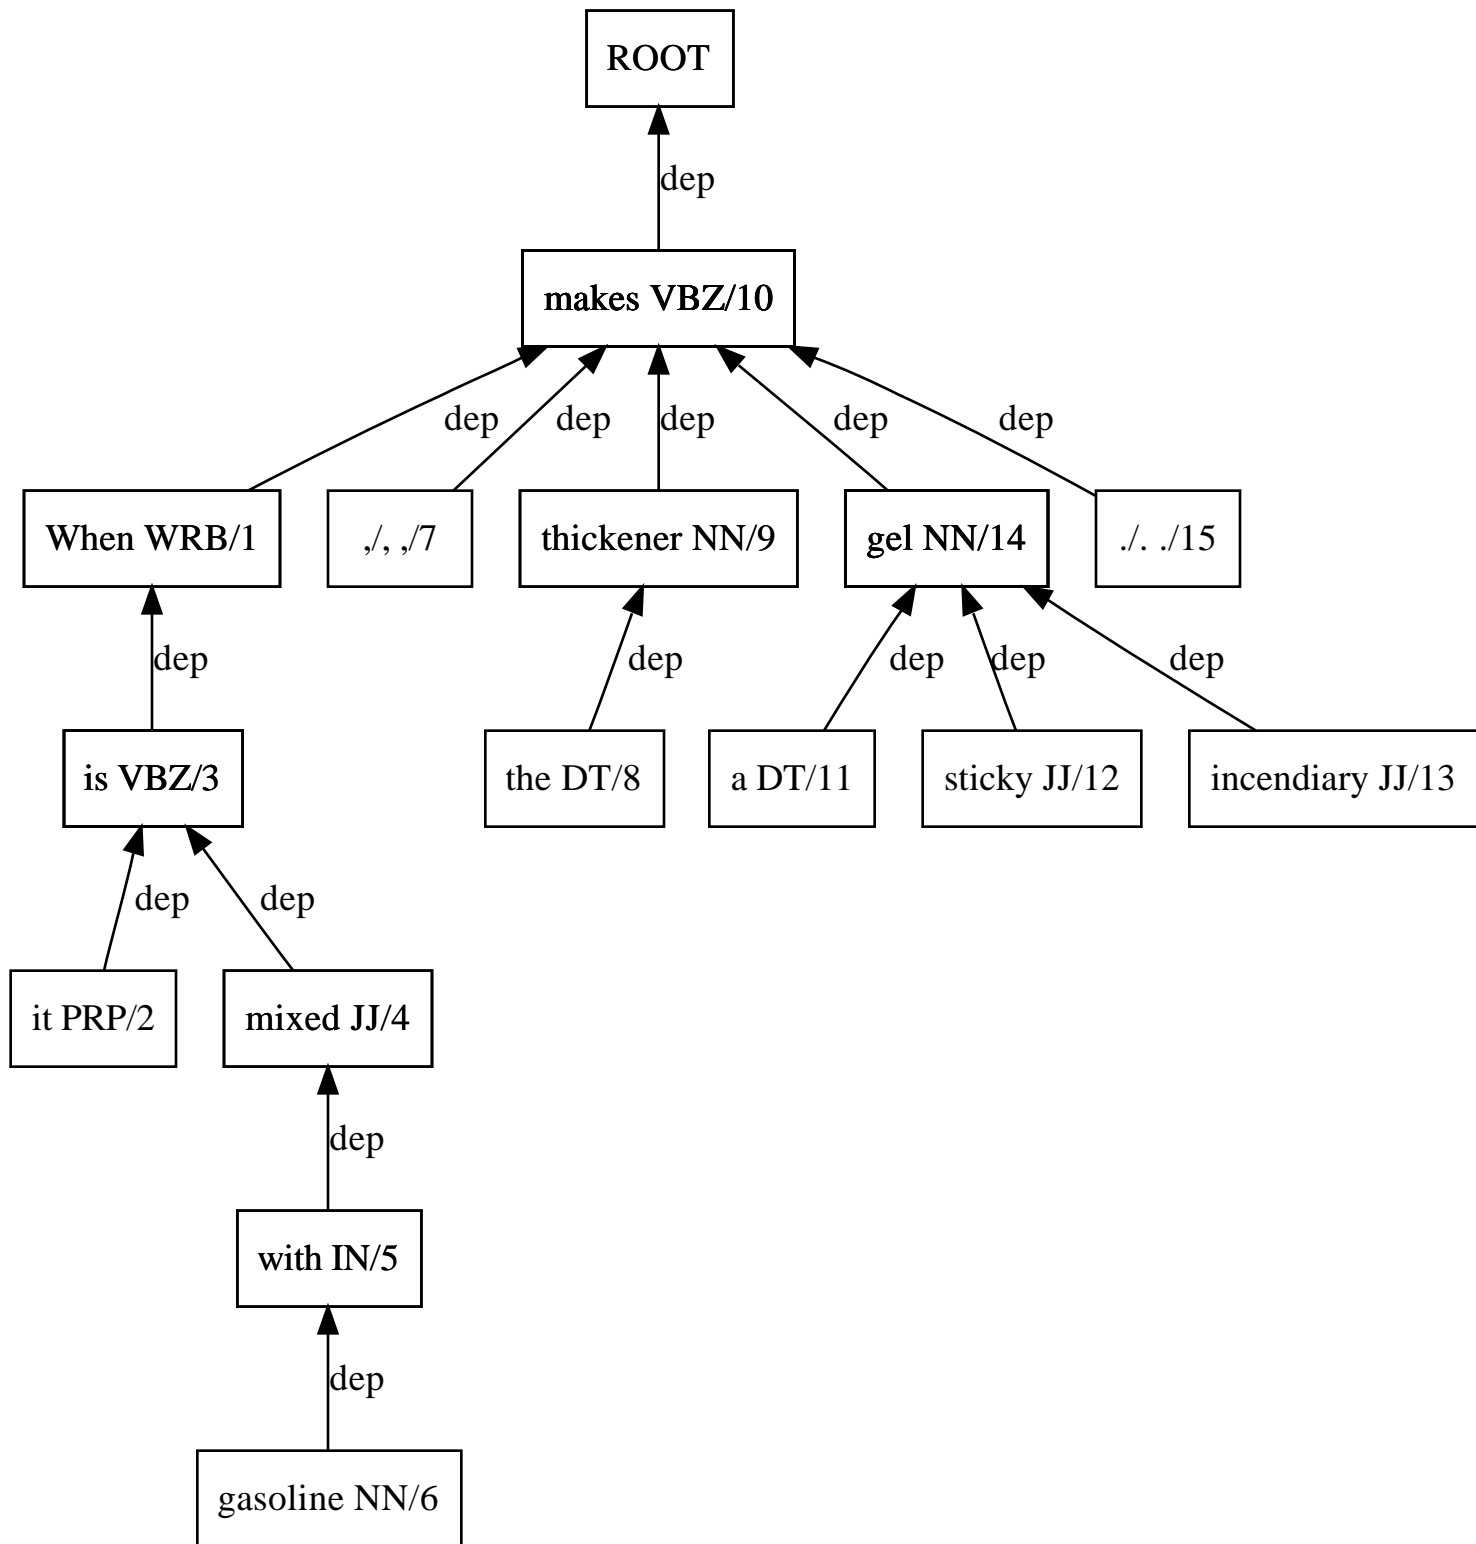 ROOT
dep
makes VBZ/10
dep dep dep dep dep
When WRB/1 ,/, ,/7 thickener NN/9 gel NN/14 ./. ./15
dep dep dep dep dep
is VBZ/3 the DT/8 a DT/11 sticky JJ/12 incendiary JJ/13
dep dep
it PRP/2 mixed JJ/4
dep
with IN/5
dep
gasoline NN/6